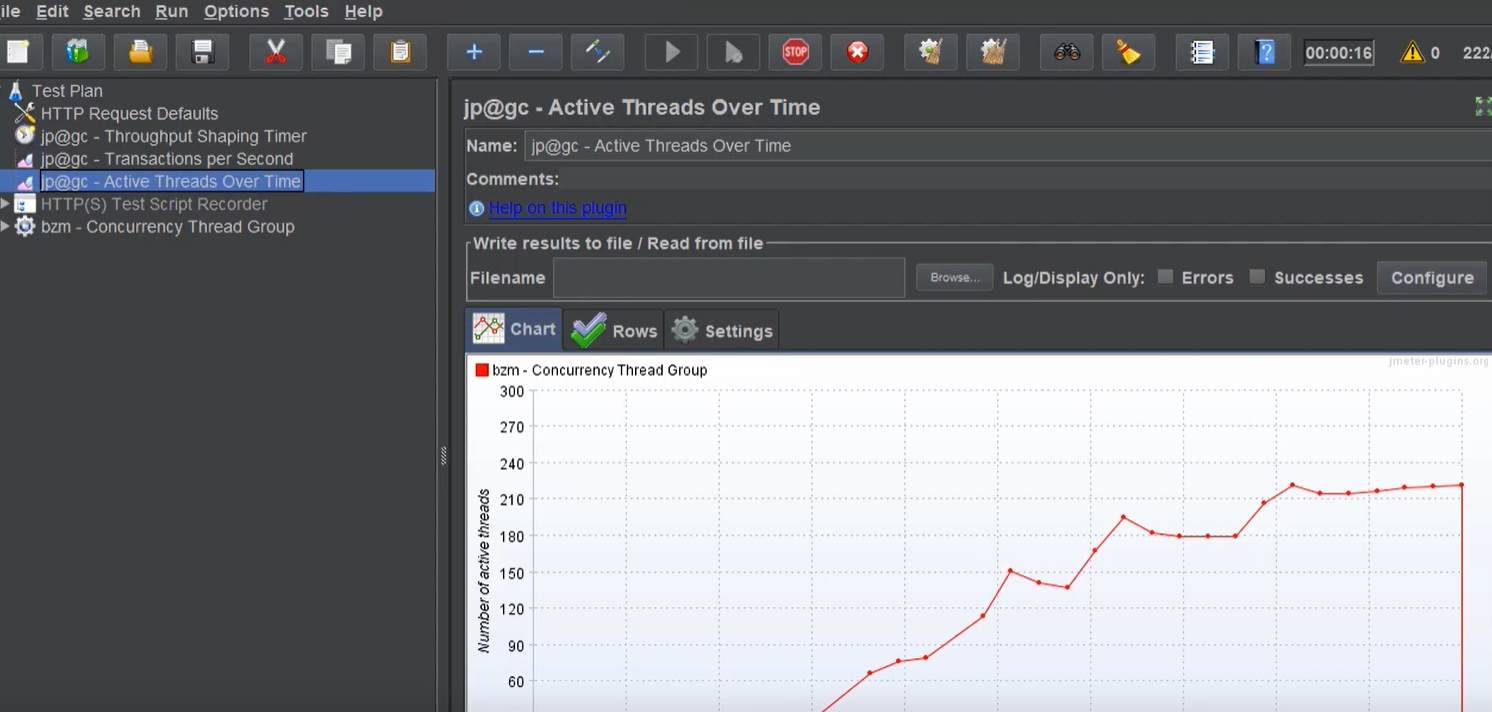 ile Edit Search Run Options Tools Help
STOP 00:00:16 0 222/
Test Plan
HTTP Request Defaults
jp@gc - Throughput Shaping Timer
jp@gc - Transactions per Second
jp@gc - Active Threads Over Time
HTTP(S) Test Script Recorder
bzm - Concurrency Thread Group
jp@gc - Active Threads Over Time
Name: jp@gc - Active Threads Over Time
Comments:
Help on this plugin
Write results to file / Read from file
Filename Browse... Log/Display Only: Errors Successes Configure
Chart Rows Settings
jmeter-plugins.org
bzm - Concurrency Thread Group
300
270
240
210
180
150
120
90
60
Number of active threads